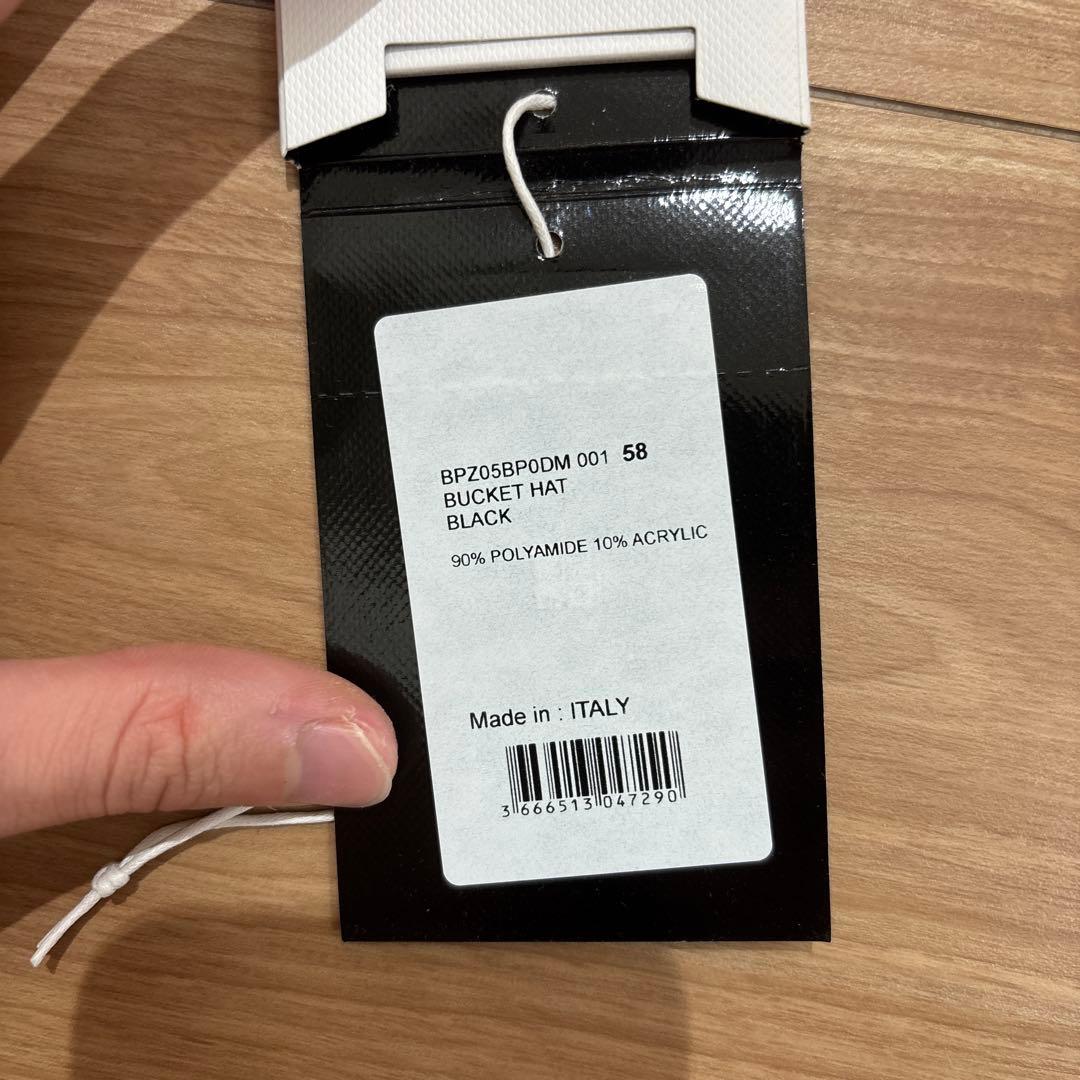 BPZ05BP0DM 001 58
BUCKET HAT
BLACK
90% POLYAMIDE 10% ACRYLIC
Made in : ITALY
3 666513 047290